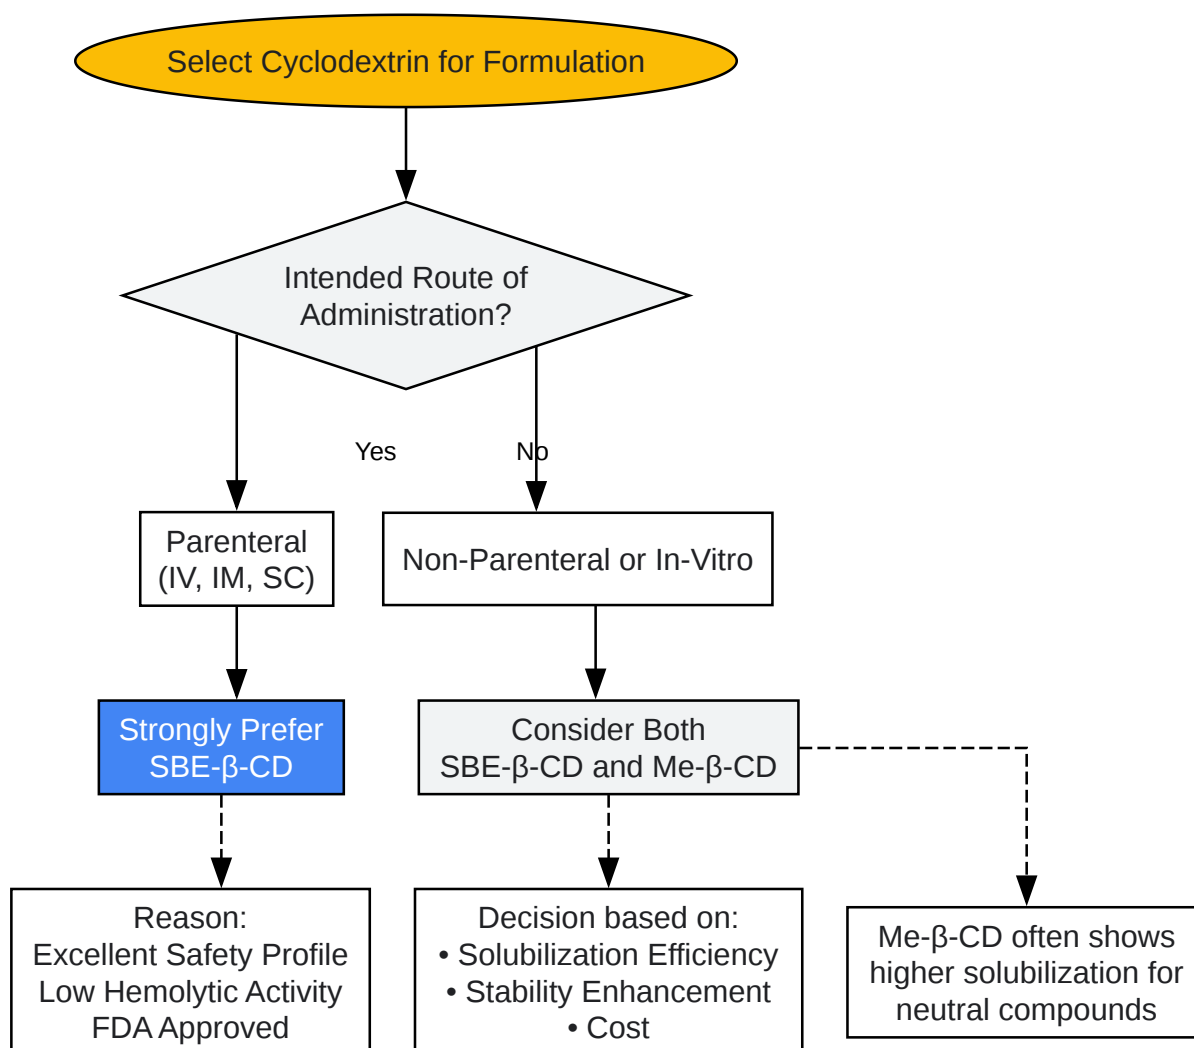 Select Cyclodextrin for Formulation
Intended Route of
Administration?
Yes
No
Parenteral
(IV, IM, SC)
Non-Parenteral or In-Vitro
Strongly Prefer
SBE-β-CD
Consider Both
SBE-β-CD and Me-β-CD
Reason:
Excellent Safety Profile
Low Hemolytic Activity
FDA Approved
Decision based on:
• Solubilization Efficiency
• Stability Enhancement
• Cost
Me-β-CD often shows
higher solubilization for
neutral compounds